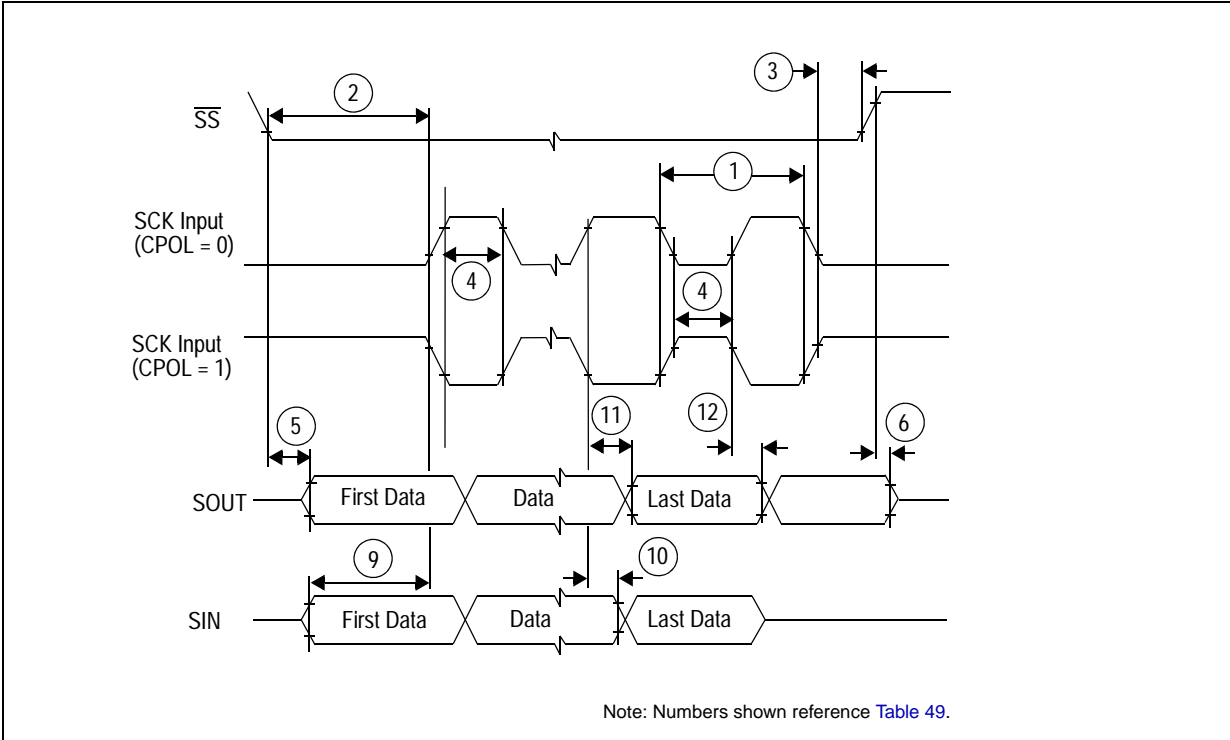 3
2
SS
1
SCK Input
(CPOL = 0)
4
4
SCK Input
(CPOL = 1)
11
12
6
5
SOUT
First Data
Data
Last Data
9
10
SIN
First Data
Data
Last Data
Note: Numbers shown reference Table 49.